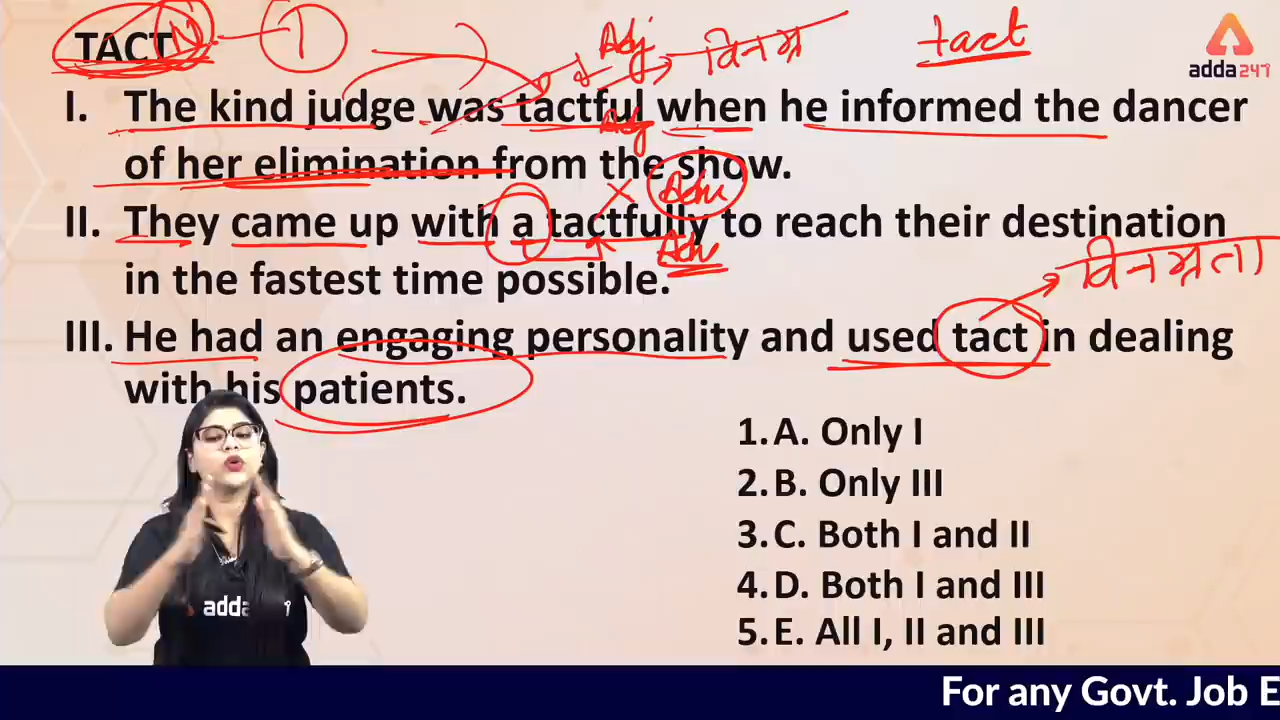 TACT N T Adj विनम्र tact
adda247
I. The kind judge was tactful when he informed the dancer
Adj
of her elimination from the show.
Adv
II. They came up with a tactfully to reach their destination
Adv
in the fastest time possible.
विनम्रता
III. He had an engaging personality and used tact in dealing
with his patients.
1. A. Only I
2. B. Only III
3. C. Both I and II
4. D. Both I and III
5. E. All I, II and III
For any Govt. Job E